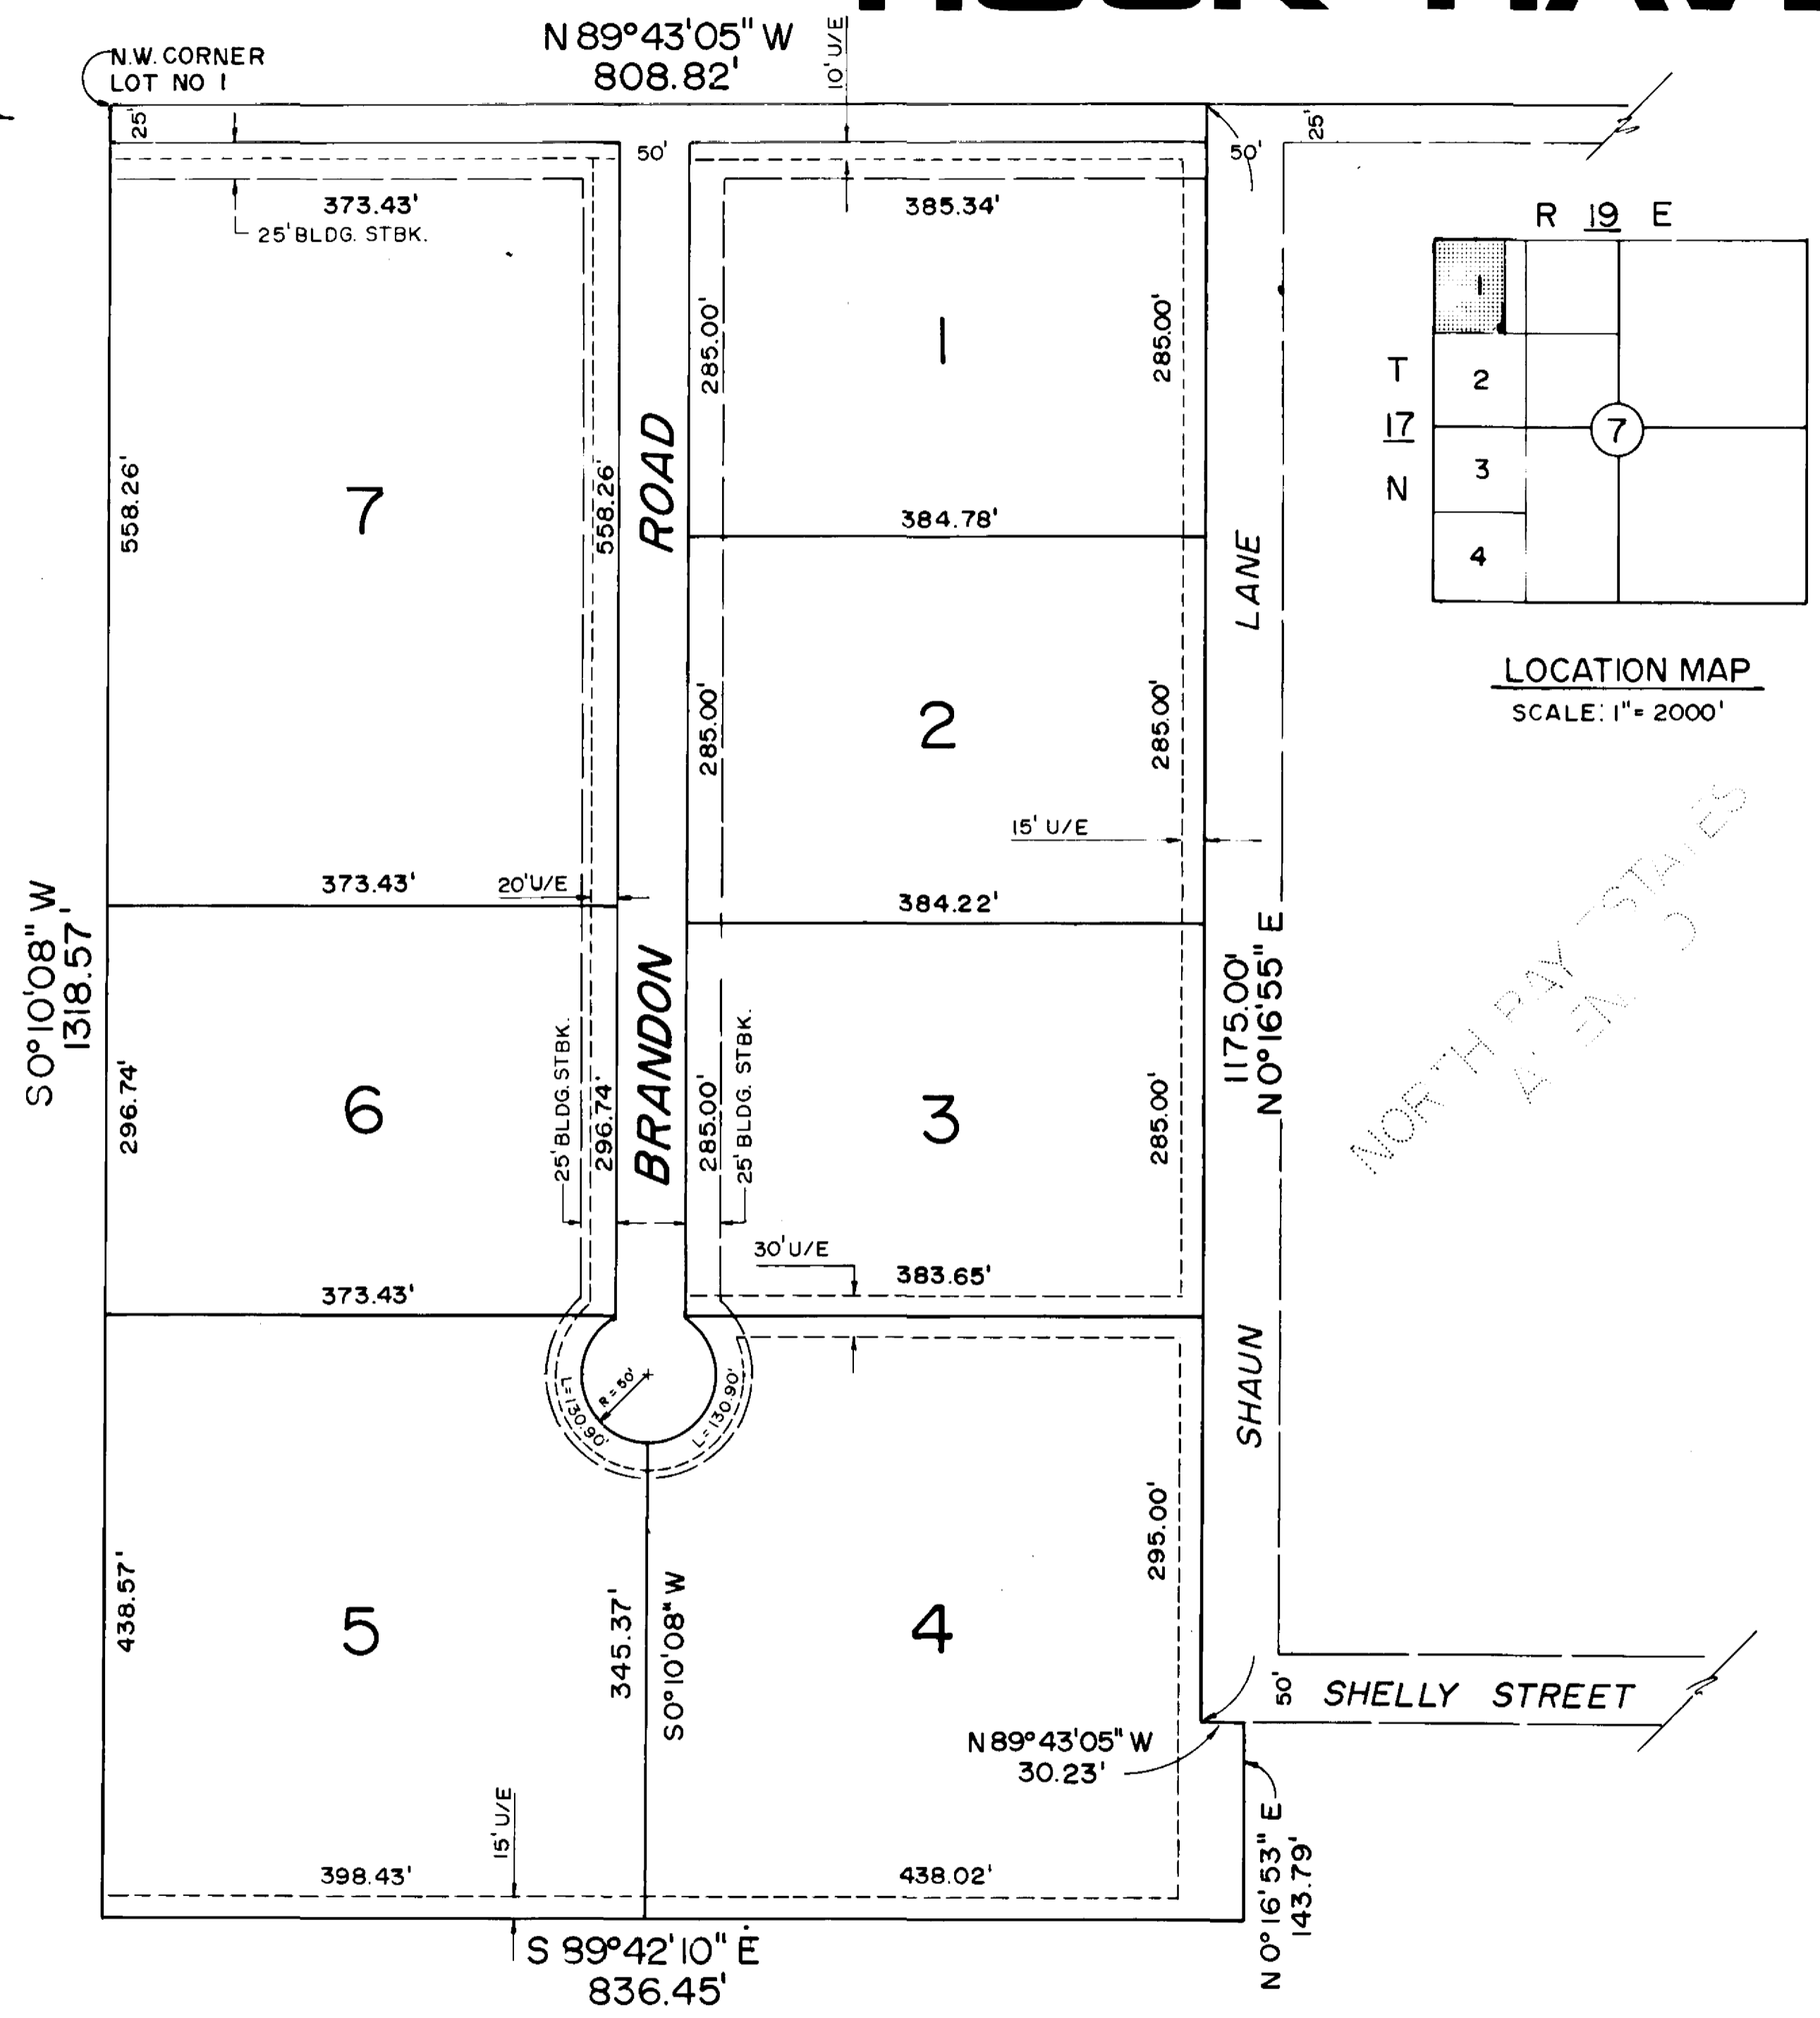 N 89°43'05" W
808.82'
10' U/E
N.W. CORNER
LOT NO 1
25'
50'
50'
25'
373.43'
25' BLDG. STBK.
385.34'
R 19 E
T
17
N
1
2
3
4
7
LOCATION MAP
SCALE: 1" = 2000'
285.00'
1
285.00'
558.26'
7
558.26'
ROAD
384.78'
LANE
285.00'
2
285.00'
15' U/E
373.43'
20' U/E
384.22'
S 0°10'08" W
1318.57'
1175.00'
N 0°16'55" E
296.74'
6
25' BLDG. STBK.
296.74'
BRANDON
285.00'
25' BLDG. STBK.
3
285.00'
30' U/E
383.65'
373.43'
R = 50'
L = 130.90'
L = 130.90'
SHAUN
438.57'
5
345.37'
S 0°10'08" W
4
295.00'
50'
SHELLY STREET
N 89°43'05" W
30.23'
15' U/E
398.43'
438.02'
N 0°16'53" E
143.79'
S 89°42'10" E
836.45'
NORTH BAY